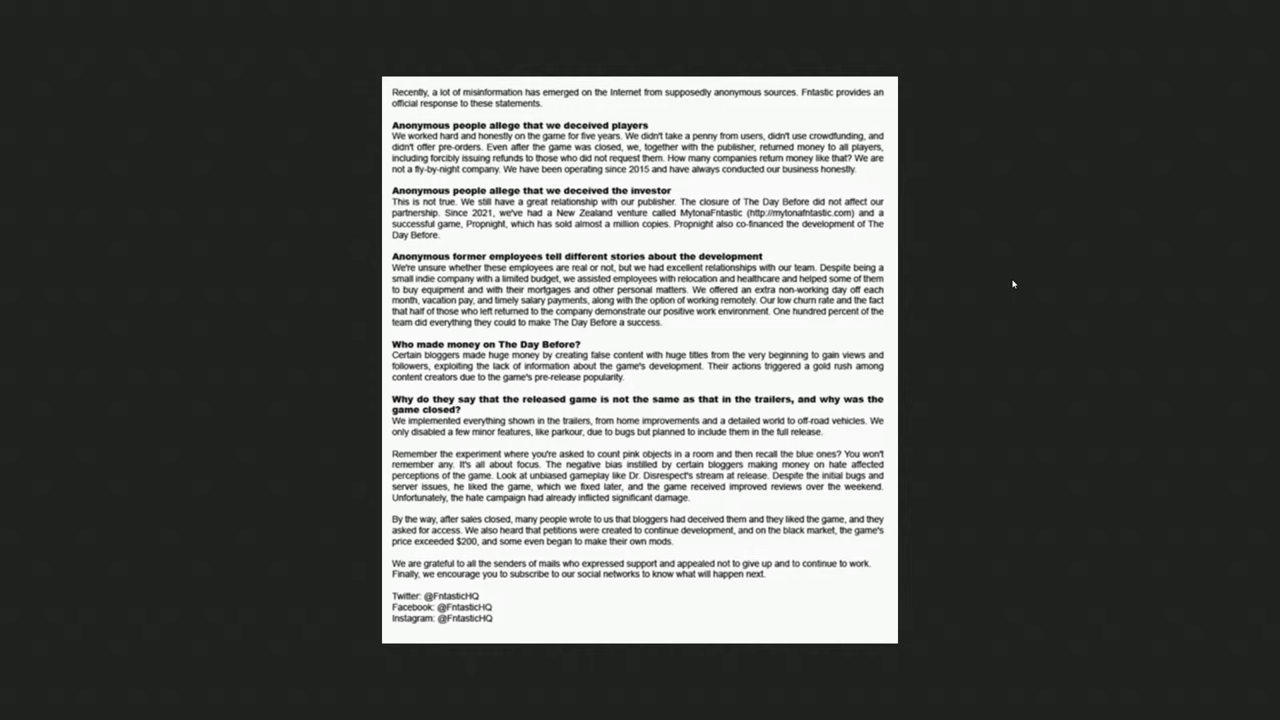 Recently, a lot of misinformation has emerged on the Internet from supposedly anonymous sources. Fntastic provides an
official response to these statements.
Anonymous people allege that we deceived players
We worked hard and honestly on the game for five years. We didn't take a penny from users, didn't use crowdfunding, and
didn't offer pre-orders. Even after the game was closed, we, together with the publisher, returned money to all players,
including forcibly issuing refunds to those who did not request them. How many companies return money like that? We are
not a fly-by-night company. We have been operating since 2015 and have always conducted our business honestly.
Anonymous people allege that we deceived the investor
This is not true. We still have a great relationship with our publisher. The closure of The Day Before did not affect our
partnership. Since 2021, we've had a New Zealand venture called MytonaFntastic (http://mytonafntastic.com) and a
successful game, Propnight, which has sold almost a million copies. Propnight also co-financed the development of The
Day Before.
Anonymous former employees tell different stories about the development
We're unsure whether these employees are real or not, but we had excellent relationships with our team. Despite being a
small indie company with a limited budget, we assisted employees with relocation and healthcare and helped some of them
to buy equipment and with their mortgages and other personal matters. We offered an extra non-working day off each
month, vacation pay, and timely salary payments, along with the option of working remotely. Our low churn rate and the fact
that half of those who left returned to the company demonstrate our positive work environment. One hundred percent of the
team did everything they could to make The Day Before a success.
Who made money on The Day Before?
Certain bloggers made huge money by creating false content with huge titles from the very beginning to gain views and
followers, exploiting the lack of information about the game's development. Their actions triggered a gold rush among
content creators due to the game's pre-release popularity.
Why do they say that the released game is not the same as that in the trailers, and why was the
game closed?
We implemented everything shown in the trailers, from home improvements and a detailed world to off-road vehicles. We
only disabled a few minor features, like parkour, due to bugs but planned to include them in the full release.
Remember the experiment where you're asked to count pink objects in a room and then recall the blue ones? You won't
remember any. It's all about focus. The negative bias instilled by certain bloggers making money on hate affected
perceptions of the game. Look at unbiased gameplay like Dr. Disrespect's stream at release. Despite the initial bugs and
server issues, he liked the game, which we fixed later, and the game received improved reviews over the weekend.
Unfortunately, the hate campaign had already inflicted significant damage.
By the way, after sales closed, many people wrote to us that bloggers had deceived them and they liked the game, and they
asked for access. We also heard that petitions were created to continue development, and on the black market, the game's
price exceeded $200, and some even began to make their own mods.
We are grateful to all the senders of mails who expressed support and appealed not to give up and to continue to work.
Finally, we encourage you to subscribe to our social networks to know what will happen next.
Twitter: @FntasticHQ
Facebook: @FntasticHQ
Instagram: @FntasticHQ